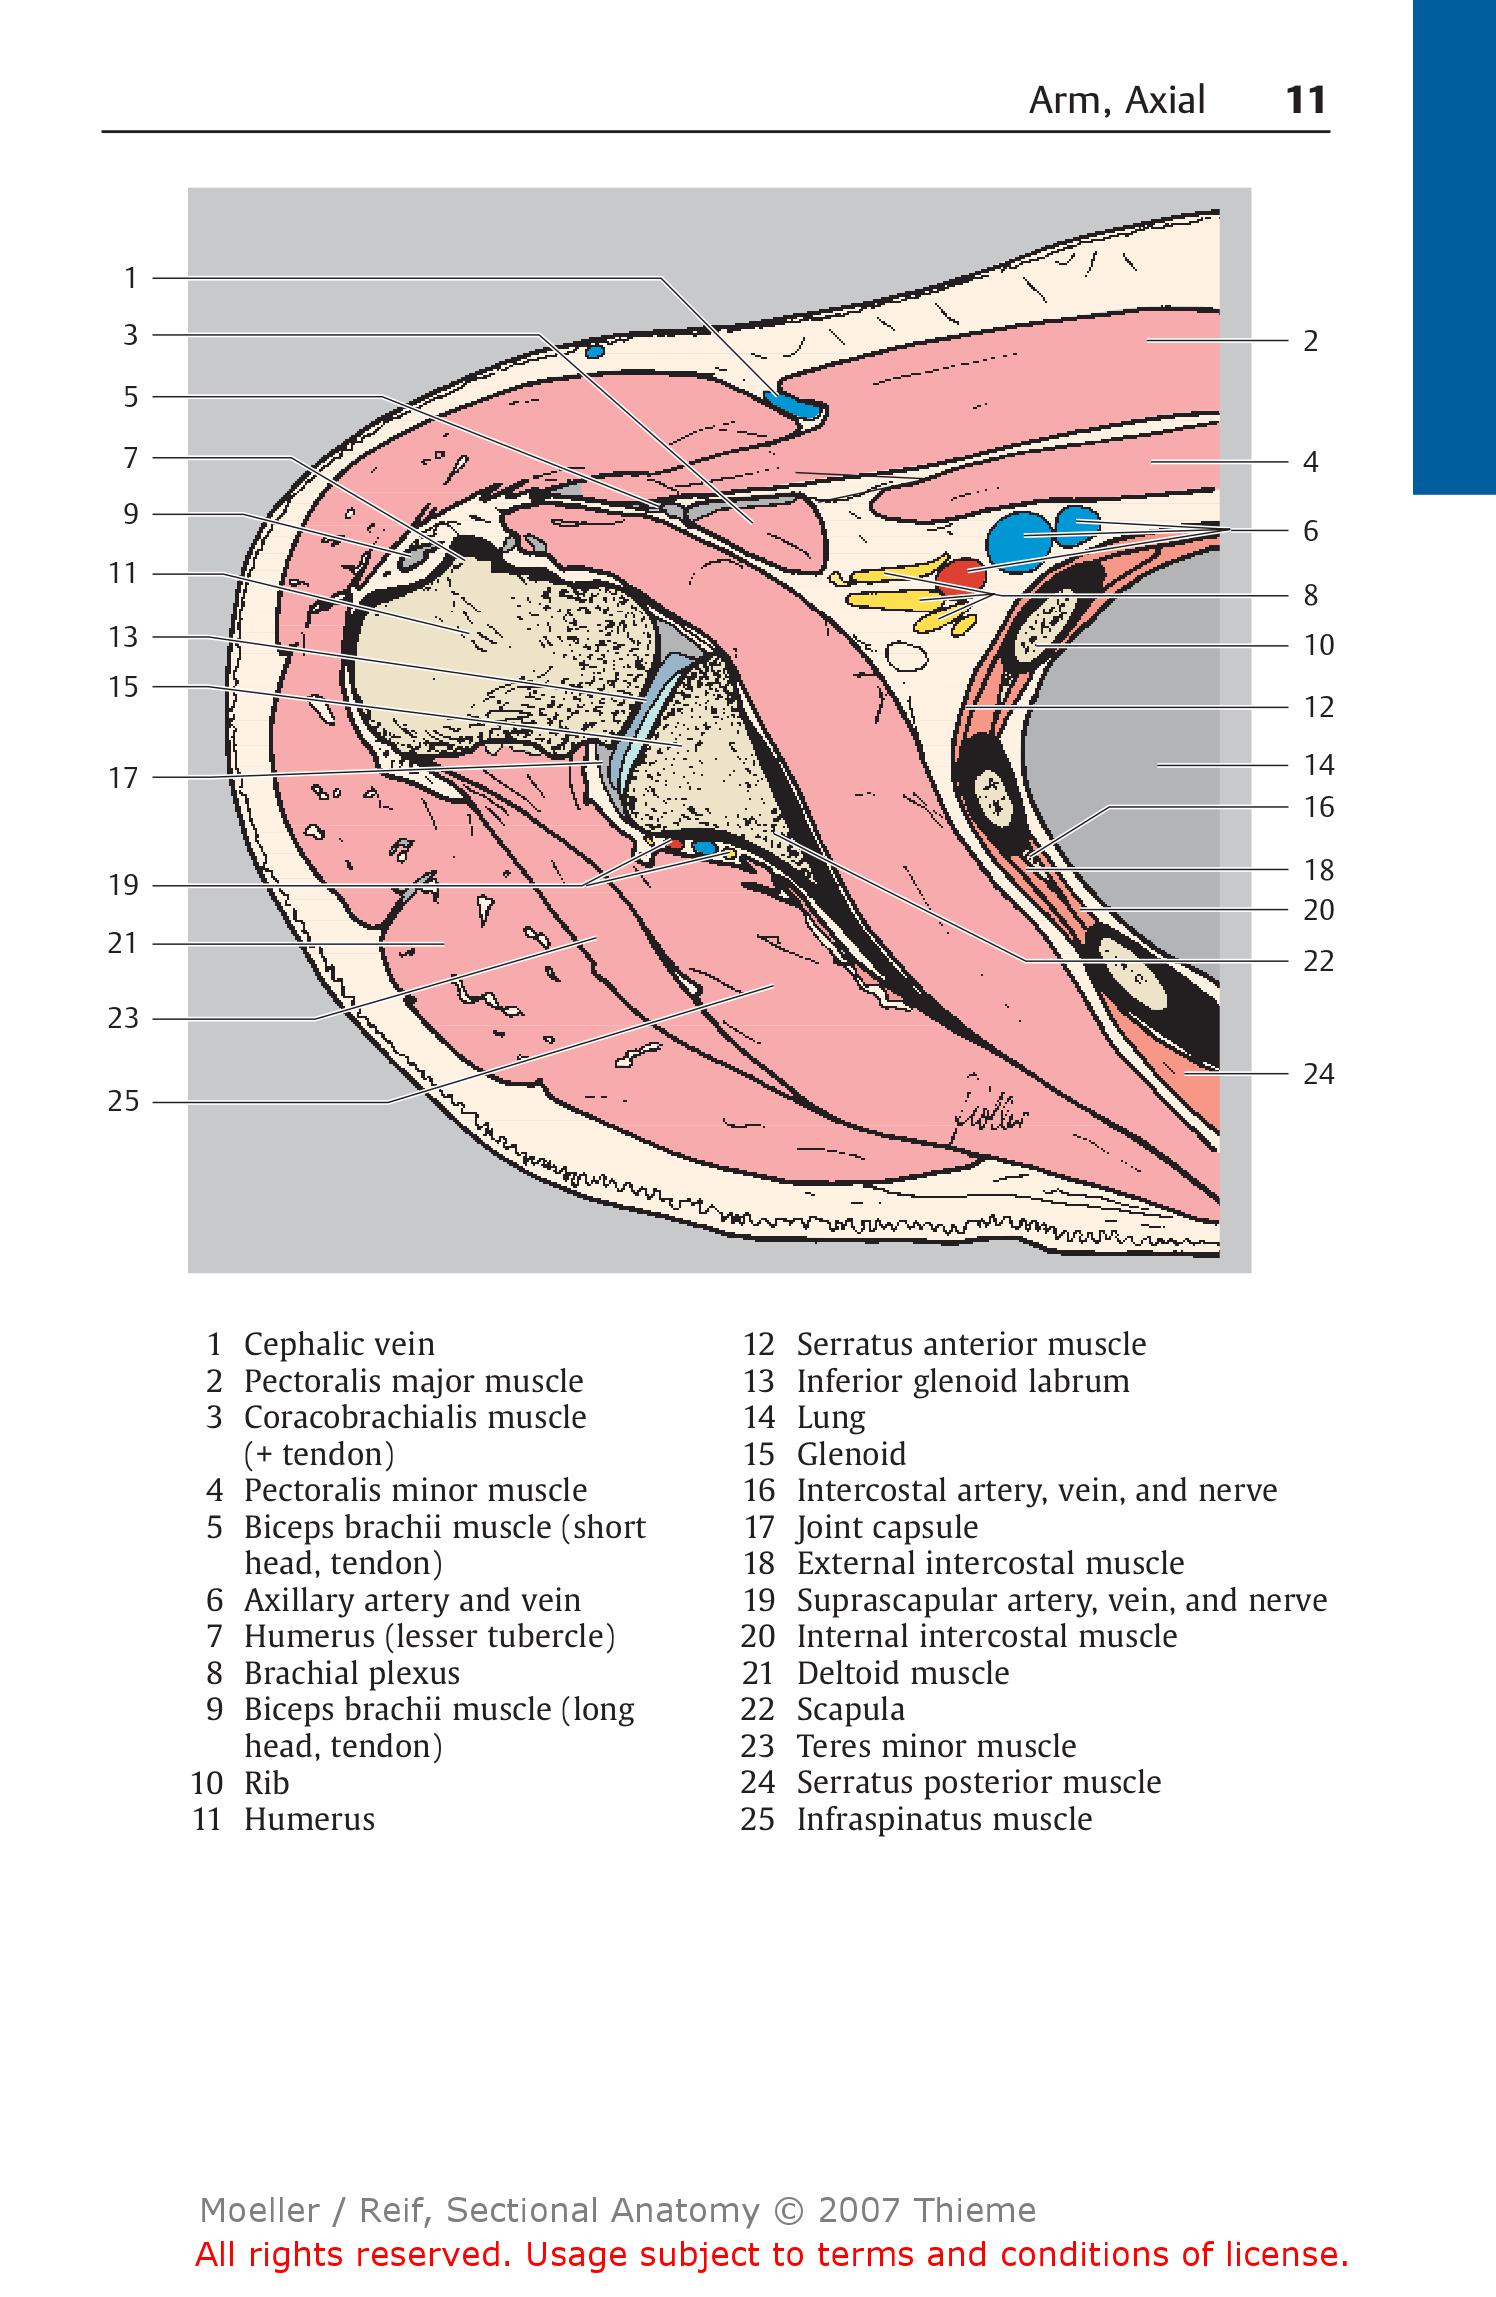 Arm, Axial 11
1
3
2
5
7
4
9
6
11
8
13
10
15
12
14
17
16
18
19
20
21
22
23
24
25
1 Cephalic vein
2 Pectoralis major muscle
3 Coracobrachialis muscle
(+ tendon)
4 Pectoralis minor muscle
5 Biceps brachii muscle (short
head, tendon)
6 Axillary artery and vein
7 Humerus (lesser tubercle)
8 Brachial plexus
9 Biceps brachii muscle (long
head, tendon)
10 Rib
11 Humerus
12 Serratus anterior muscle
13 Inferior glenoid labrum
14 Lung
15 Glenoid
16 Intercostal artery, vein, and nerve
17 Joint capsule
18 External intercostal muscle
19 Suprascapular artery, vein, and nerve
20 Internal intercostal muscle
21 Deltoid muscle
22 Scapula
23 Teres minor muscle
24 Serratus posterior muscle
25 Infraspinatus muscle
Moeller / Reif, Sectional Anatomy © 2007 Thieme
All rights reserved. Usage subject to terms and conditions of license.